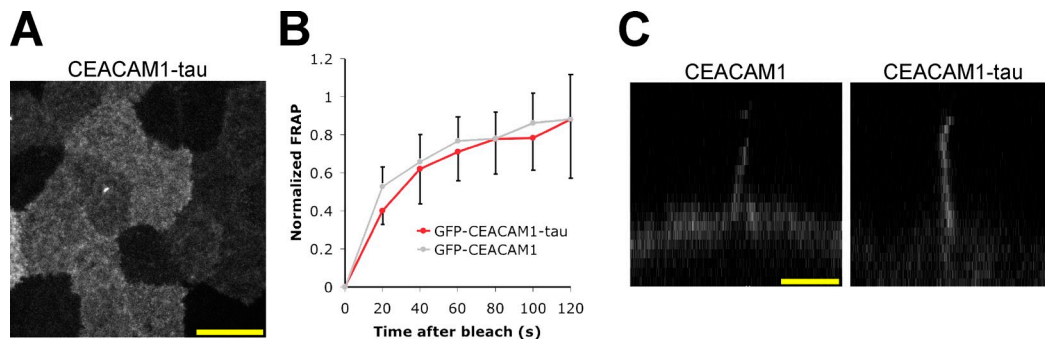 A
CEACAM1-tau
B
1.2
1
0.8
0.6
0.4
0.2
0
Normalized FRAP
GFP-CEACAM1-tau
GFP-CEACAM1
0 20 40 60 80 100 120
Time after bleach (s)
C
CEACAM1
CEACAM1-tau